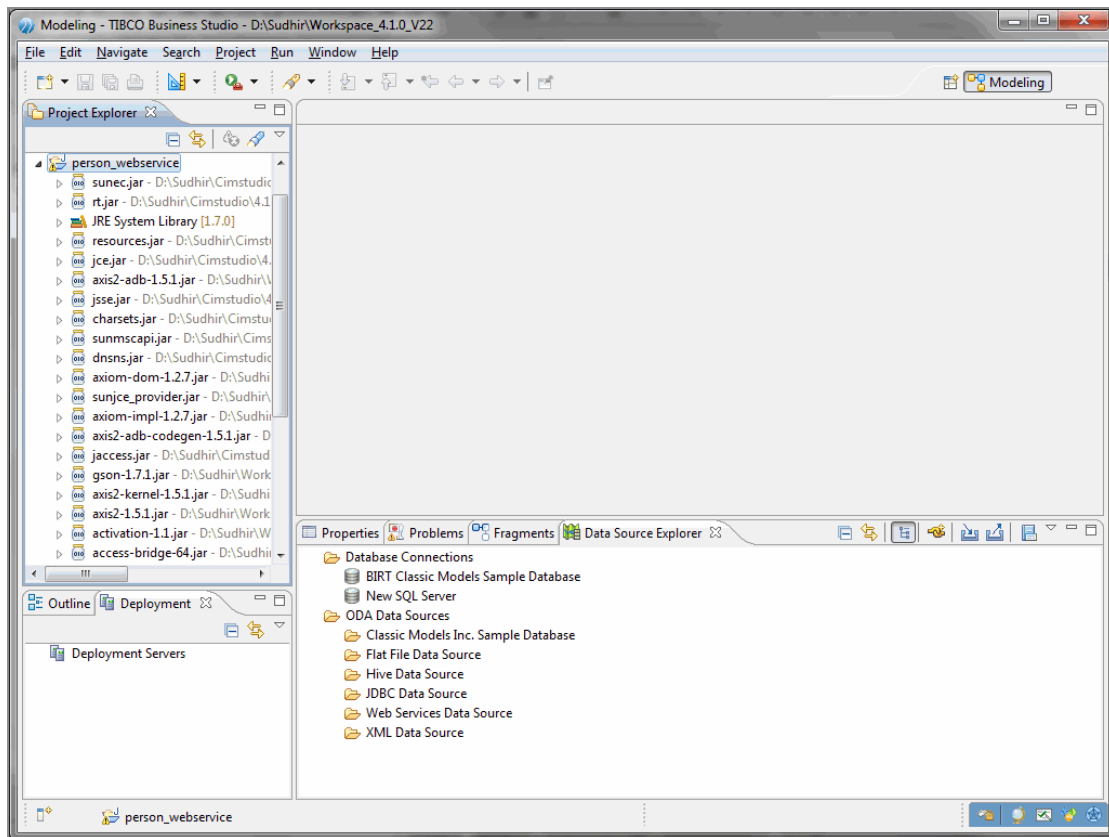 Modeling - TIBCO Business Studio - D:\Sudhir\Workspace_4.1.0_V22
File Edit Navigate Search Project Run Window Help
Modeling
Project Explorer
person_webservice
sunec.jar - D:\Sudhir\Cimstudic
rt.jar - D:\Sudhir\Cimstudio\4.1
JRE System Library [1.7.0]
resources.jar - D:\Sudhir\Cimst
jce.jar - D:\Sudhir\Cimstudio\4.
axis2-adb-1.5.1.jar - D:\Sudhir\
jsse.jar - D:\Sudhir\Cimstudio\4
charsets.jar - D:\Sudhir\Cimstu
sunmscapi.jar - D:\Sudhir\Cims
dnsns.jar - D:\Sudhir\Cimstudic
axiom-dom-1.2.7.jar - D:\Sudhi
sunjce_provider.jar - D:\Sudhir\
axiom-impl-1.2.7.jar - D:\Sudhi
axis2-adb-codegen-1.5.1.jar - D
jaccess.jar - D:\Sudhir\Cimstud
gson-1.7.1.jar - D:\Sudhir\Work
axis2-kernel-1.5.1.jar - D:\Sudhi
axis2-1.5.1.jar - D:\Sudhir\Work
activation-1.1.jar - D:\Sudhir\W
access-bridge-64.jar - D:\Sudhi
Properties Problems Fragments Data Source Explorer
Database Connections
BIRT Classic Models Sample Database
New SQL Server
ODA Data Sources
Classic Models Inc. Sample Database
Flat File Data Source
Hive Data Source
JDBC Data Source
Web Services Data Source
XML Data Source
Outline Deployment
Deployment Servers
person_webservice